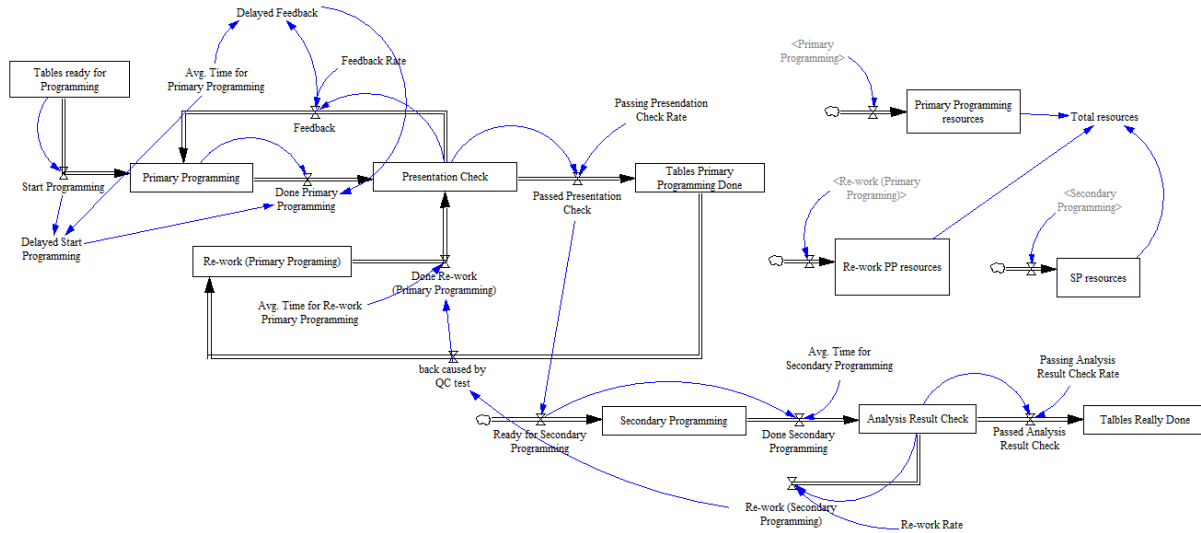 Delayed Feedback
<Primary
Programming>
Tables ready for
Programming
Avg. Time for
Primary Programming
Feedback Rate
Primary Programming
resources
Total resources
Passing Presendation
Check Rate
Feedback
Start Programming
Primary Programming
Done Primary
Programming
Presentation Check
Passed Presentation
Check
Tables Primary
Programming Done
<Re-work (Primary
Programing)>
<Secondary
Programming>
Delayed Start
Programming
Re-work (Primary Programing)
Done Re-work
(Primary Programming)
Re-work PP resources
SP resources
Avg. Time for Re-work
Primary Programming
back caused by
QC test
Avg. Time for
Secondary Programming
Passing Analysis
Result Check Rate
Ready for Secondary
Programming
Secondary Programming
Done Secondary
Programming
Analysis Result Check
Passed Analysis
Result Check
Tables Really Done
Re-work (Secondary
Programming)
Re-work Rate